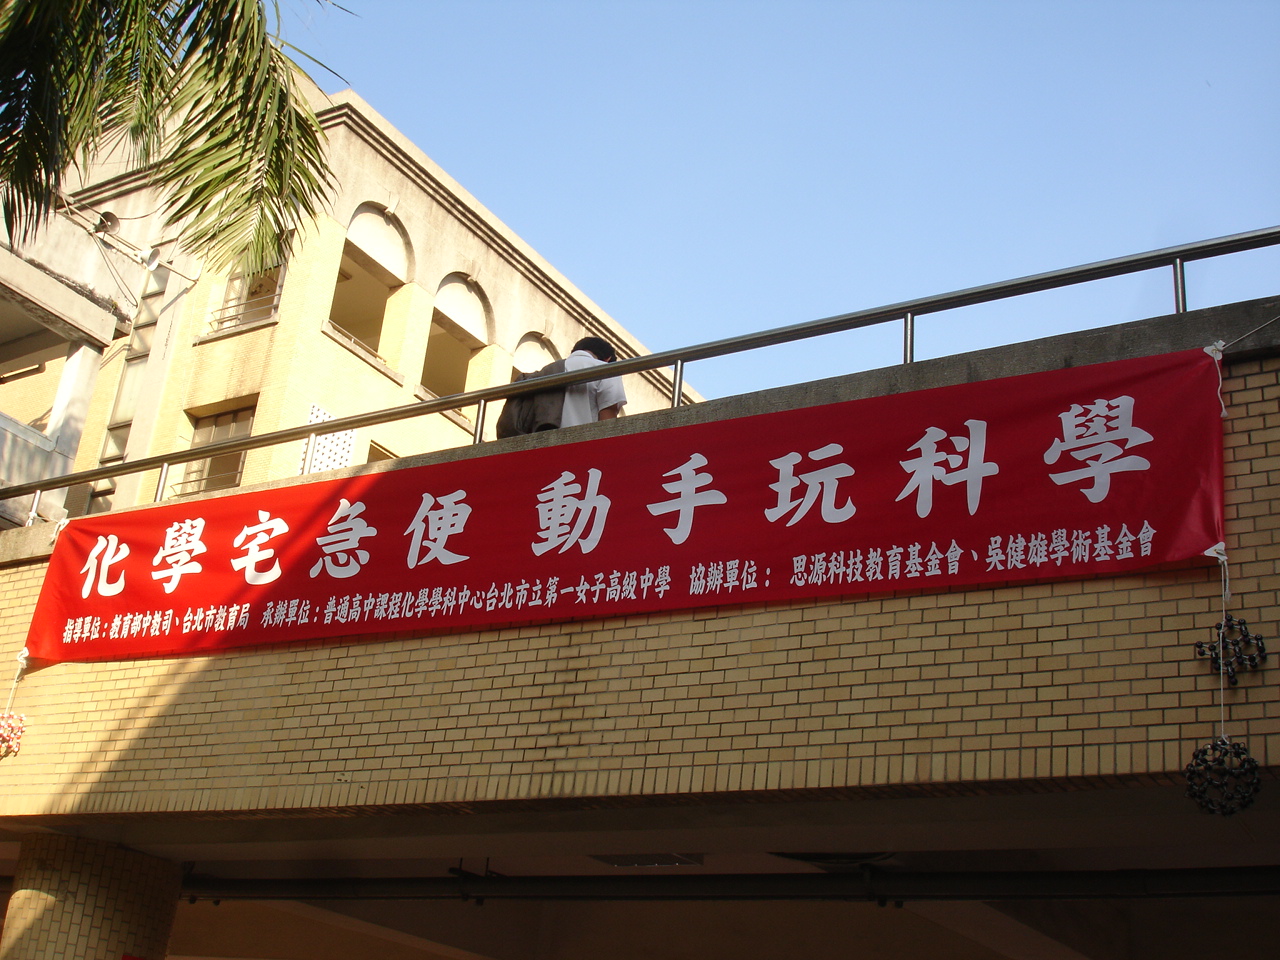 化學宅急便 動手玩科學
指導單位：教育部中教司、台北市教育局 承辦單位：普通高中課程化學學科中心台北市立第一女子高級中學 協辦單位： 思源科技教育基金會、吳健雄學術基金會